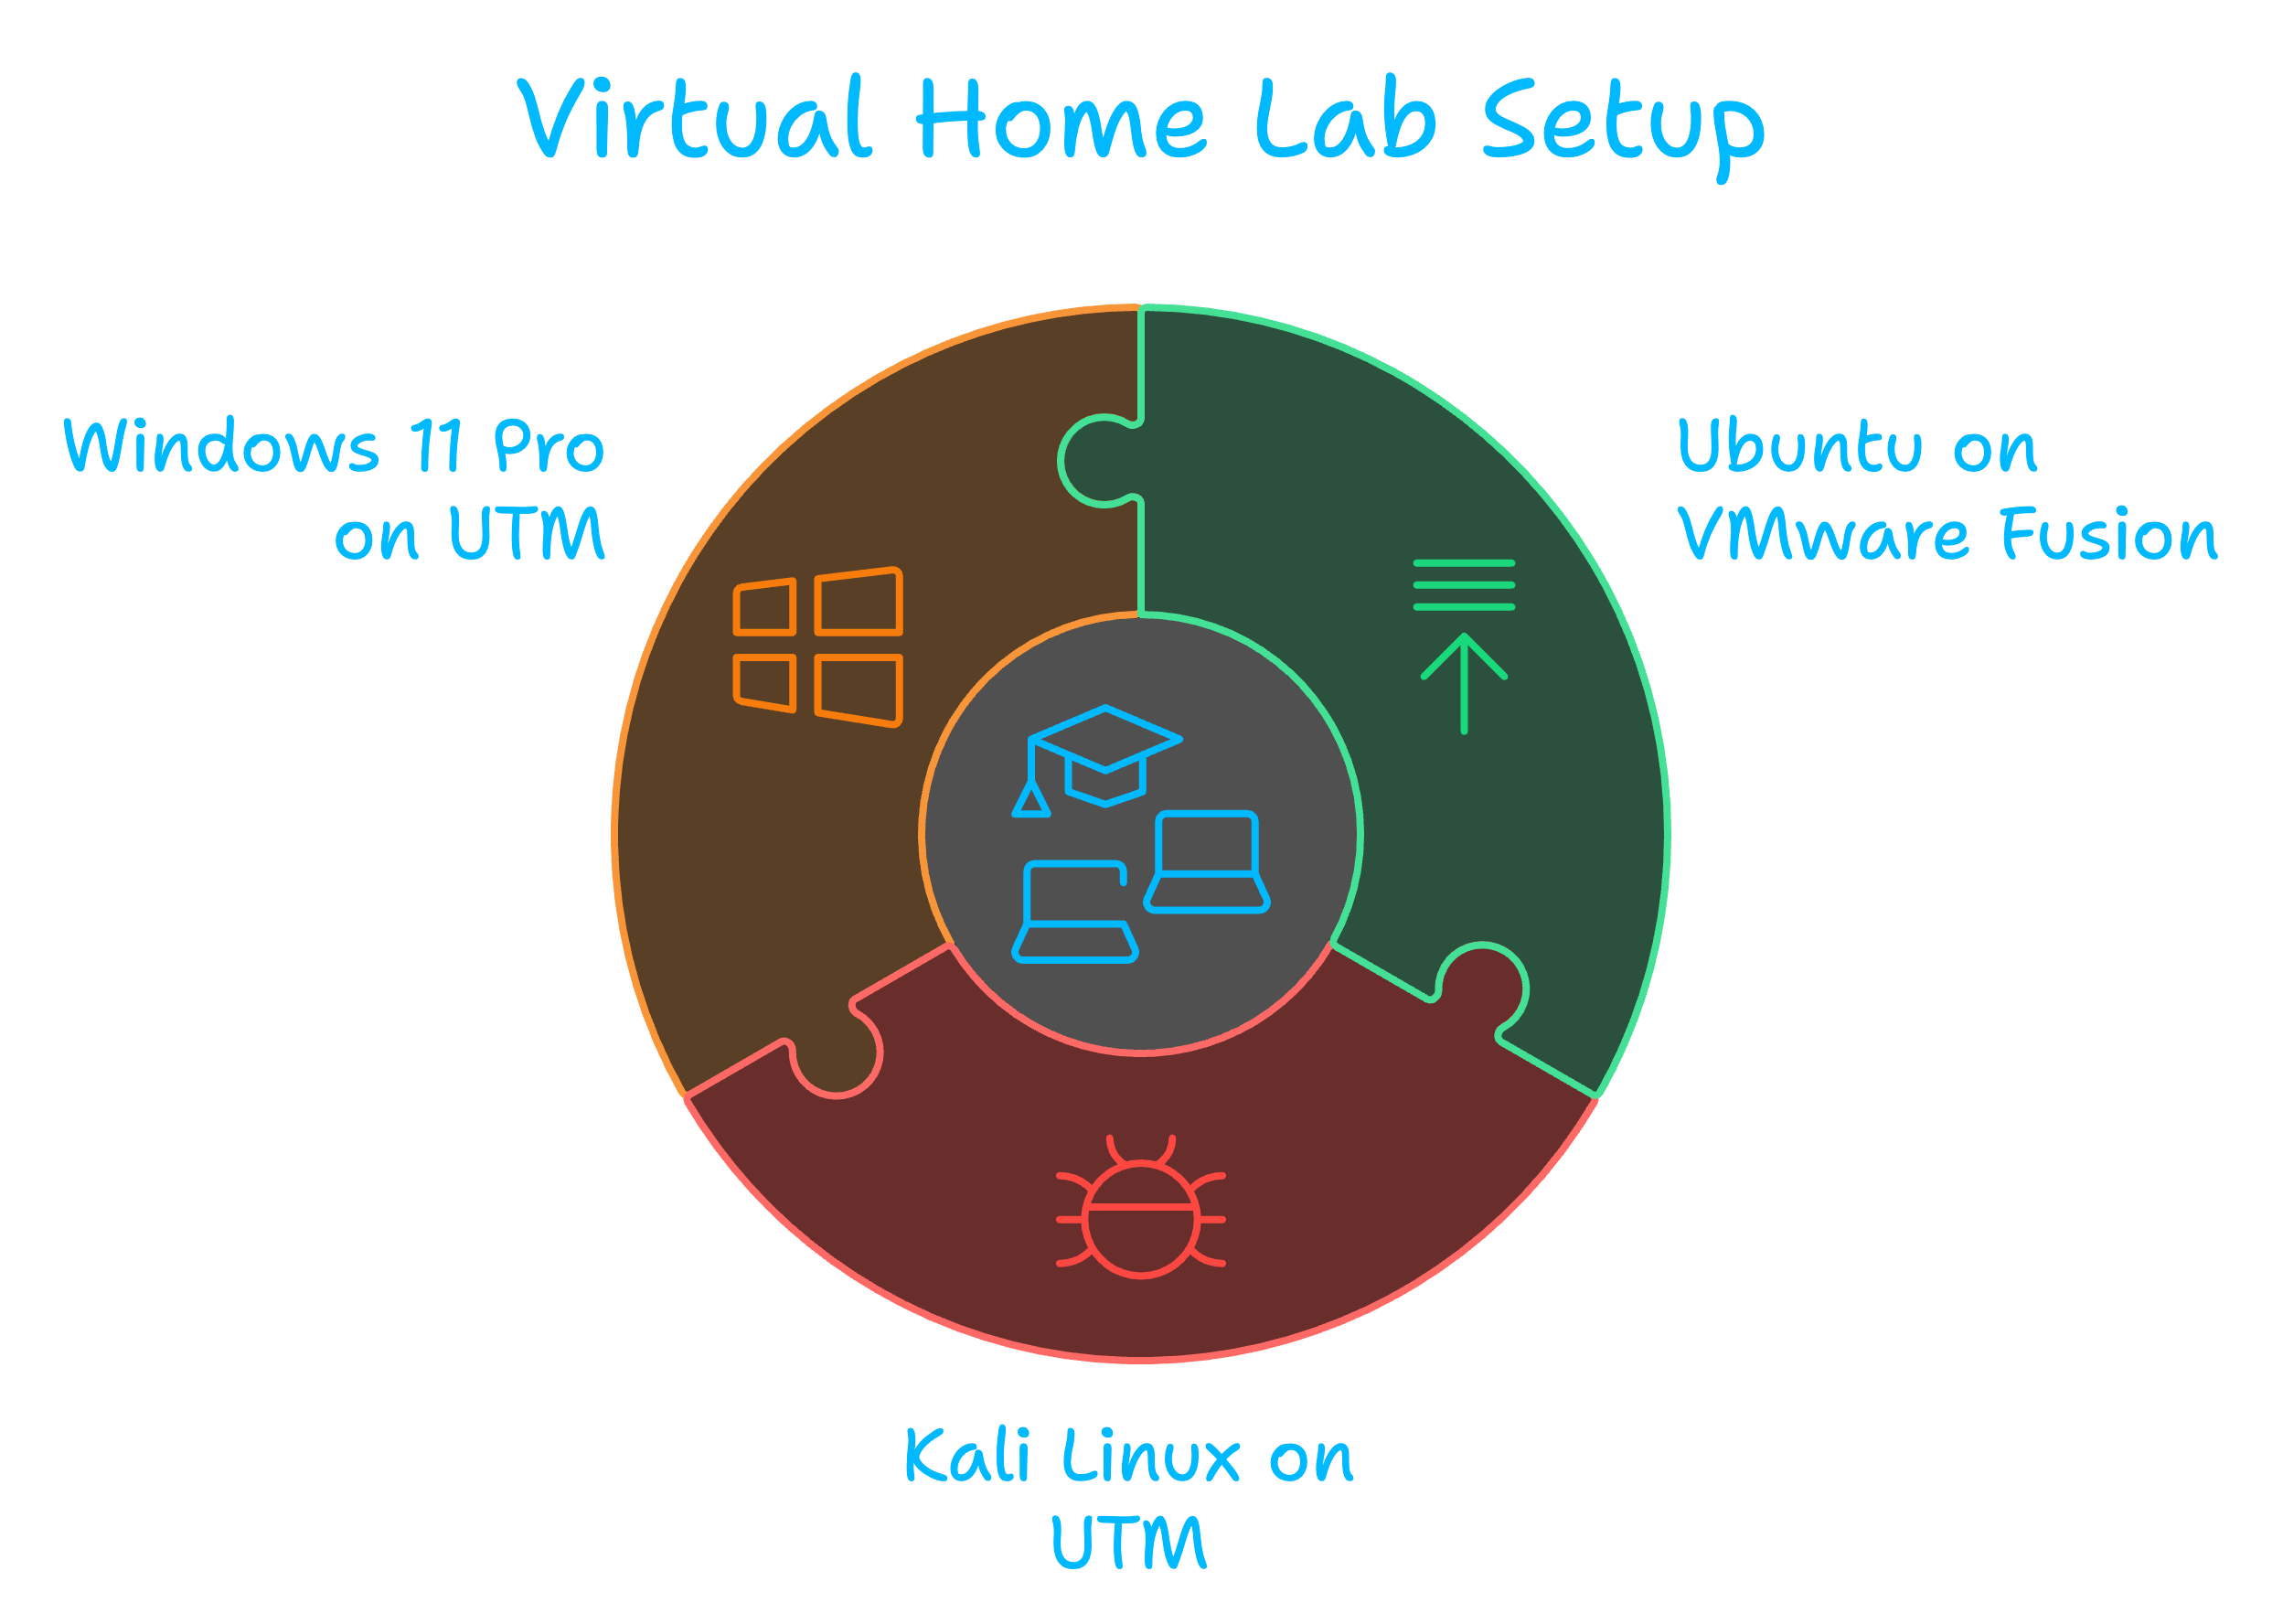 Virtual Home Lab Setup
Windows 11 Pro
on UTM
Ubuntu on
VMware Fusion
Kali Linux on
UTM